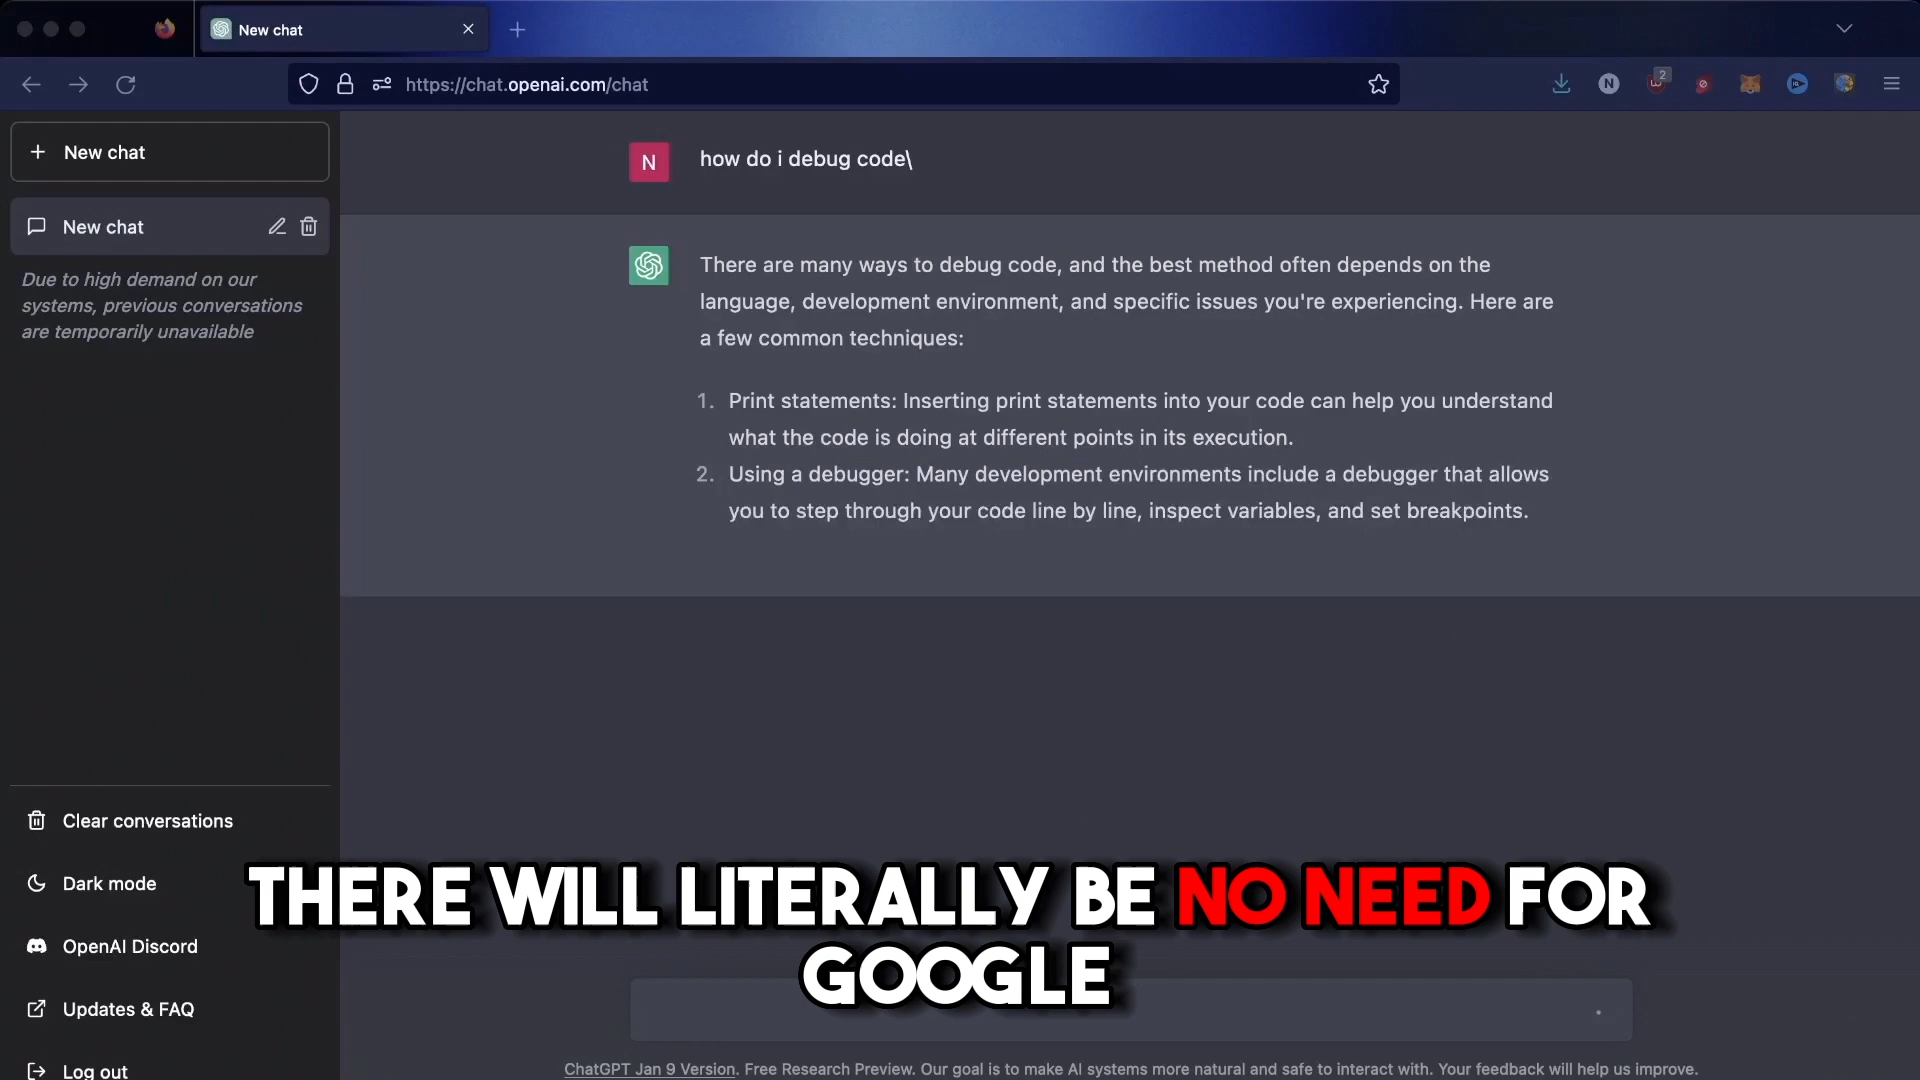 New chat
https://chat.openai.com/chat
N
2
New chat
New chat
Due to high demand on our
systems, previous conversations
are temporarily unavailable
N
how do i debug code\
There are many ways to debug code, and the best method often depends on the
language, development environment, and specific issues you're experiencing. Here are
a few common techniques:
1. Print statements: Inserting print statements into your code can help you understand
what the code is doing at different points in its execution.
2. Using a debugger: Many development environments include a debugger that allows
you to step through your code line by line, inspect variables, and set breakpoints.
Clear conversations
Dark mode
OpenAI Discord
Updates & FAQ
Log out
THERE WILL LITERALLY BE NO NEED FOR
GOOGLE
ChatGPT Jan 9 Version. Free Research Preview. Our goal is to make AI systems more natural and safe to interact with. Your feedback will help us improve.